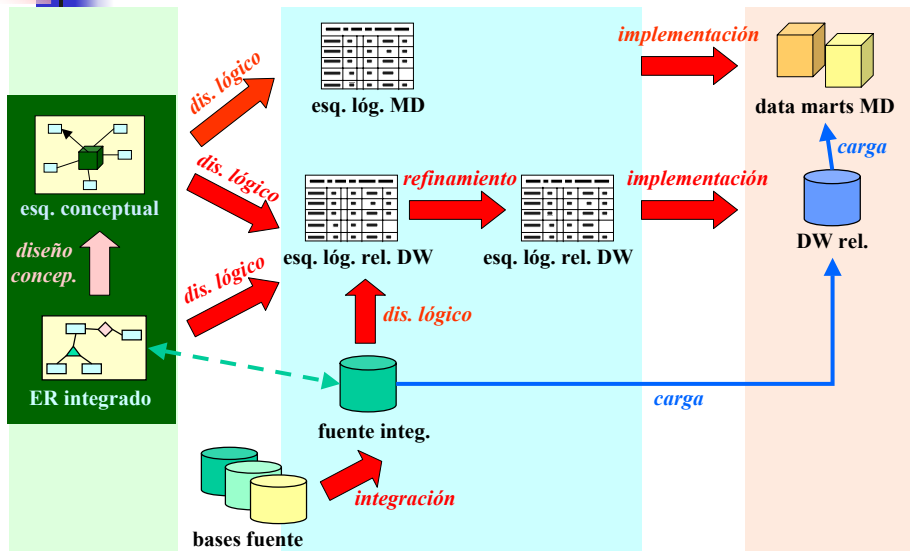 implementación
dis. lógico
esq. lóg. MD
data marts MD
carga
esq. conceptual
dis. lógico
refinamiento
implementación
diseño
concep.
esq. lóg. rel. DW
esq. lóg. rel. DW
DW rel.
dis. lógico
dis. lógico
ER integrado
carga
fuente integ.
integración
bases fuente